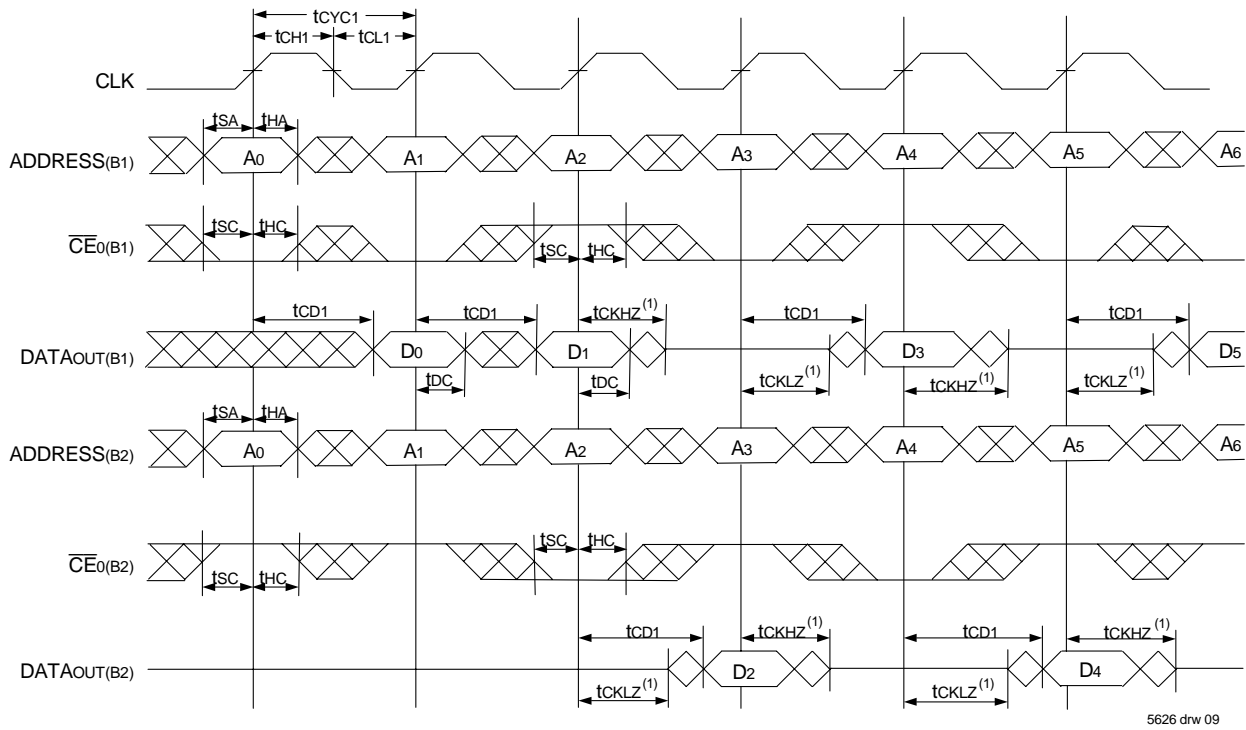 tCYC1
tCH1 tCL1
CLK
tSA tHA
ADDRESS(B1) A0 A1 A2 A3 A4 A5 A6
tSC tHC
CE0(B1)
tSC tHC
tCD1 tCD1 tCKHZ(1) tCD1 tCD1
DATAOUT(B1) D0 D1 D3 D5
tDC tDC tCKLZ(1) tCKHZ(1) tCKLZ(1)
tSA tHA
ADDRESS(B2) A0 A1 A2 A3 A4 A5 A6
tSC tHC
CE0(B2)
tSC tHC
tCD1 tCKHZ(1) tCD1 tCKHZ(1)
DATAOUT(B2) D2 D4
tCKLZ(1) tCKLZ(1)
5626 drw 09